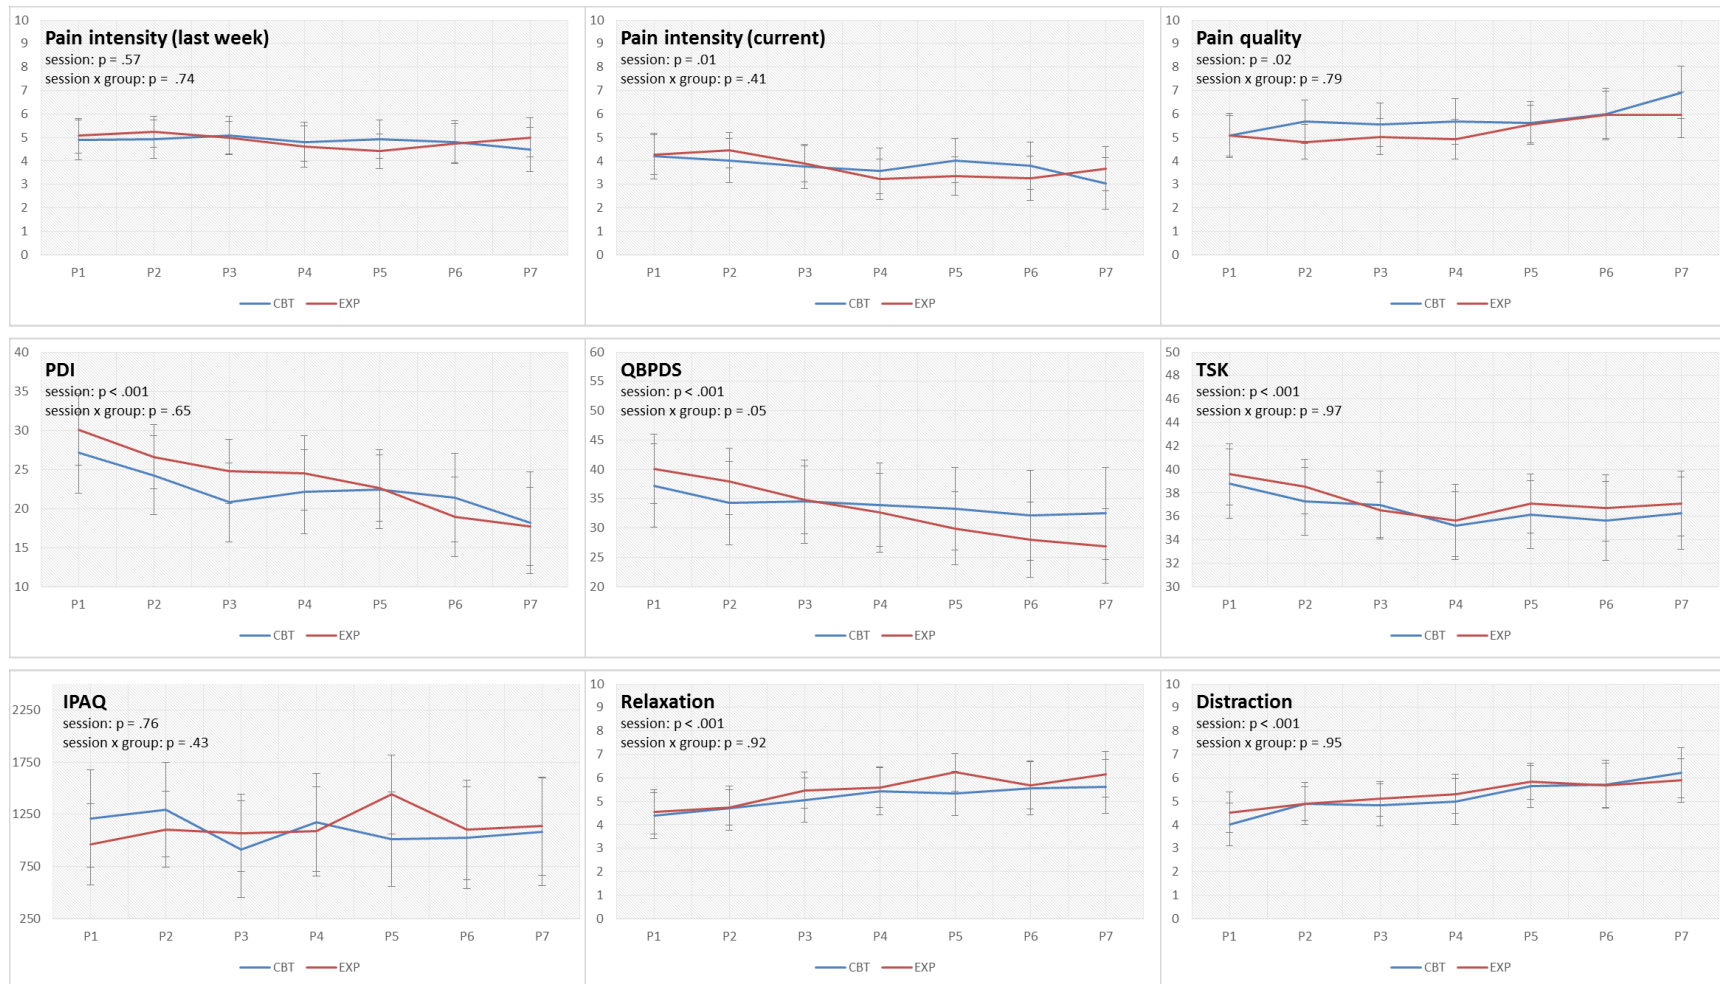 Pain intensity (last week)
session: p = .57
session x group: p =  .74
10
9
8
7
6
5
4
3
2
1
0
P1 P2 P3 P4 P5 P6 P7
CBT EXP
Pain intensity (current)
session: p = .01
session x group: p = .41
10
9
8
7
6
5
4
3
2
1
0
P1 P2 P3 P4 P5 P6 P7
CBT EXP
Pain quality
session: p = .02
session x group: p = .79
10
9
8
7
6
5
4
3
2
1
0
P1 P2 P3 P4 P5 P6 P7
CBT EXP
PDI
session: p < .001
session x group: p = .65
40
35
30
25
20
15
10
P1 P2 P3 P4 P5 P6 P7
CBT EXP
QBPDS
session: p < .001
session x group: p = .05
60
55
50
45
40
35
30
25
20
P1 P2 P3 P4 P5 P6 P7
CBT EXP
TSK
session: p < .001
session x group: p = .97
50
48
46
44
42
40
38
36
34
32
30
P1 P2 P3 P4 P5 P6 P7
CBT EXP
IPAQ
session: p = .76
session x group: p = .43
2250
1750
1250
750
250
P1 P2 P3 P4 P5 P6 P7
CBT EXP
Relaxation
session: p < .001
session x group: p = .92
10
9
8
7
6
5
4
3
2
1
0
P1 P2 P3 P4 P5 P6 P7
CBT EXP
Distraction
session: p < .001
session x group: p = .95
10
9
8
7
6
5
4
3
2
1
0
P1 P2 P3 P4 P5 P6 P7
CBT EXP